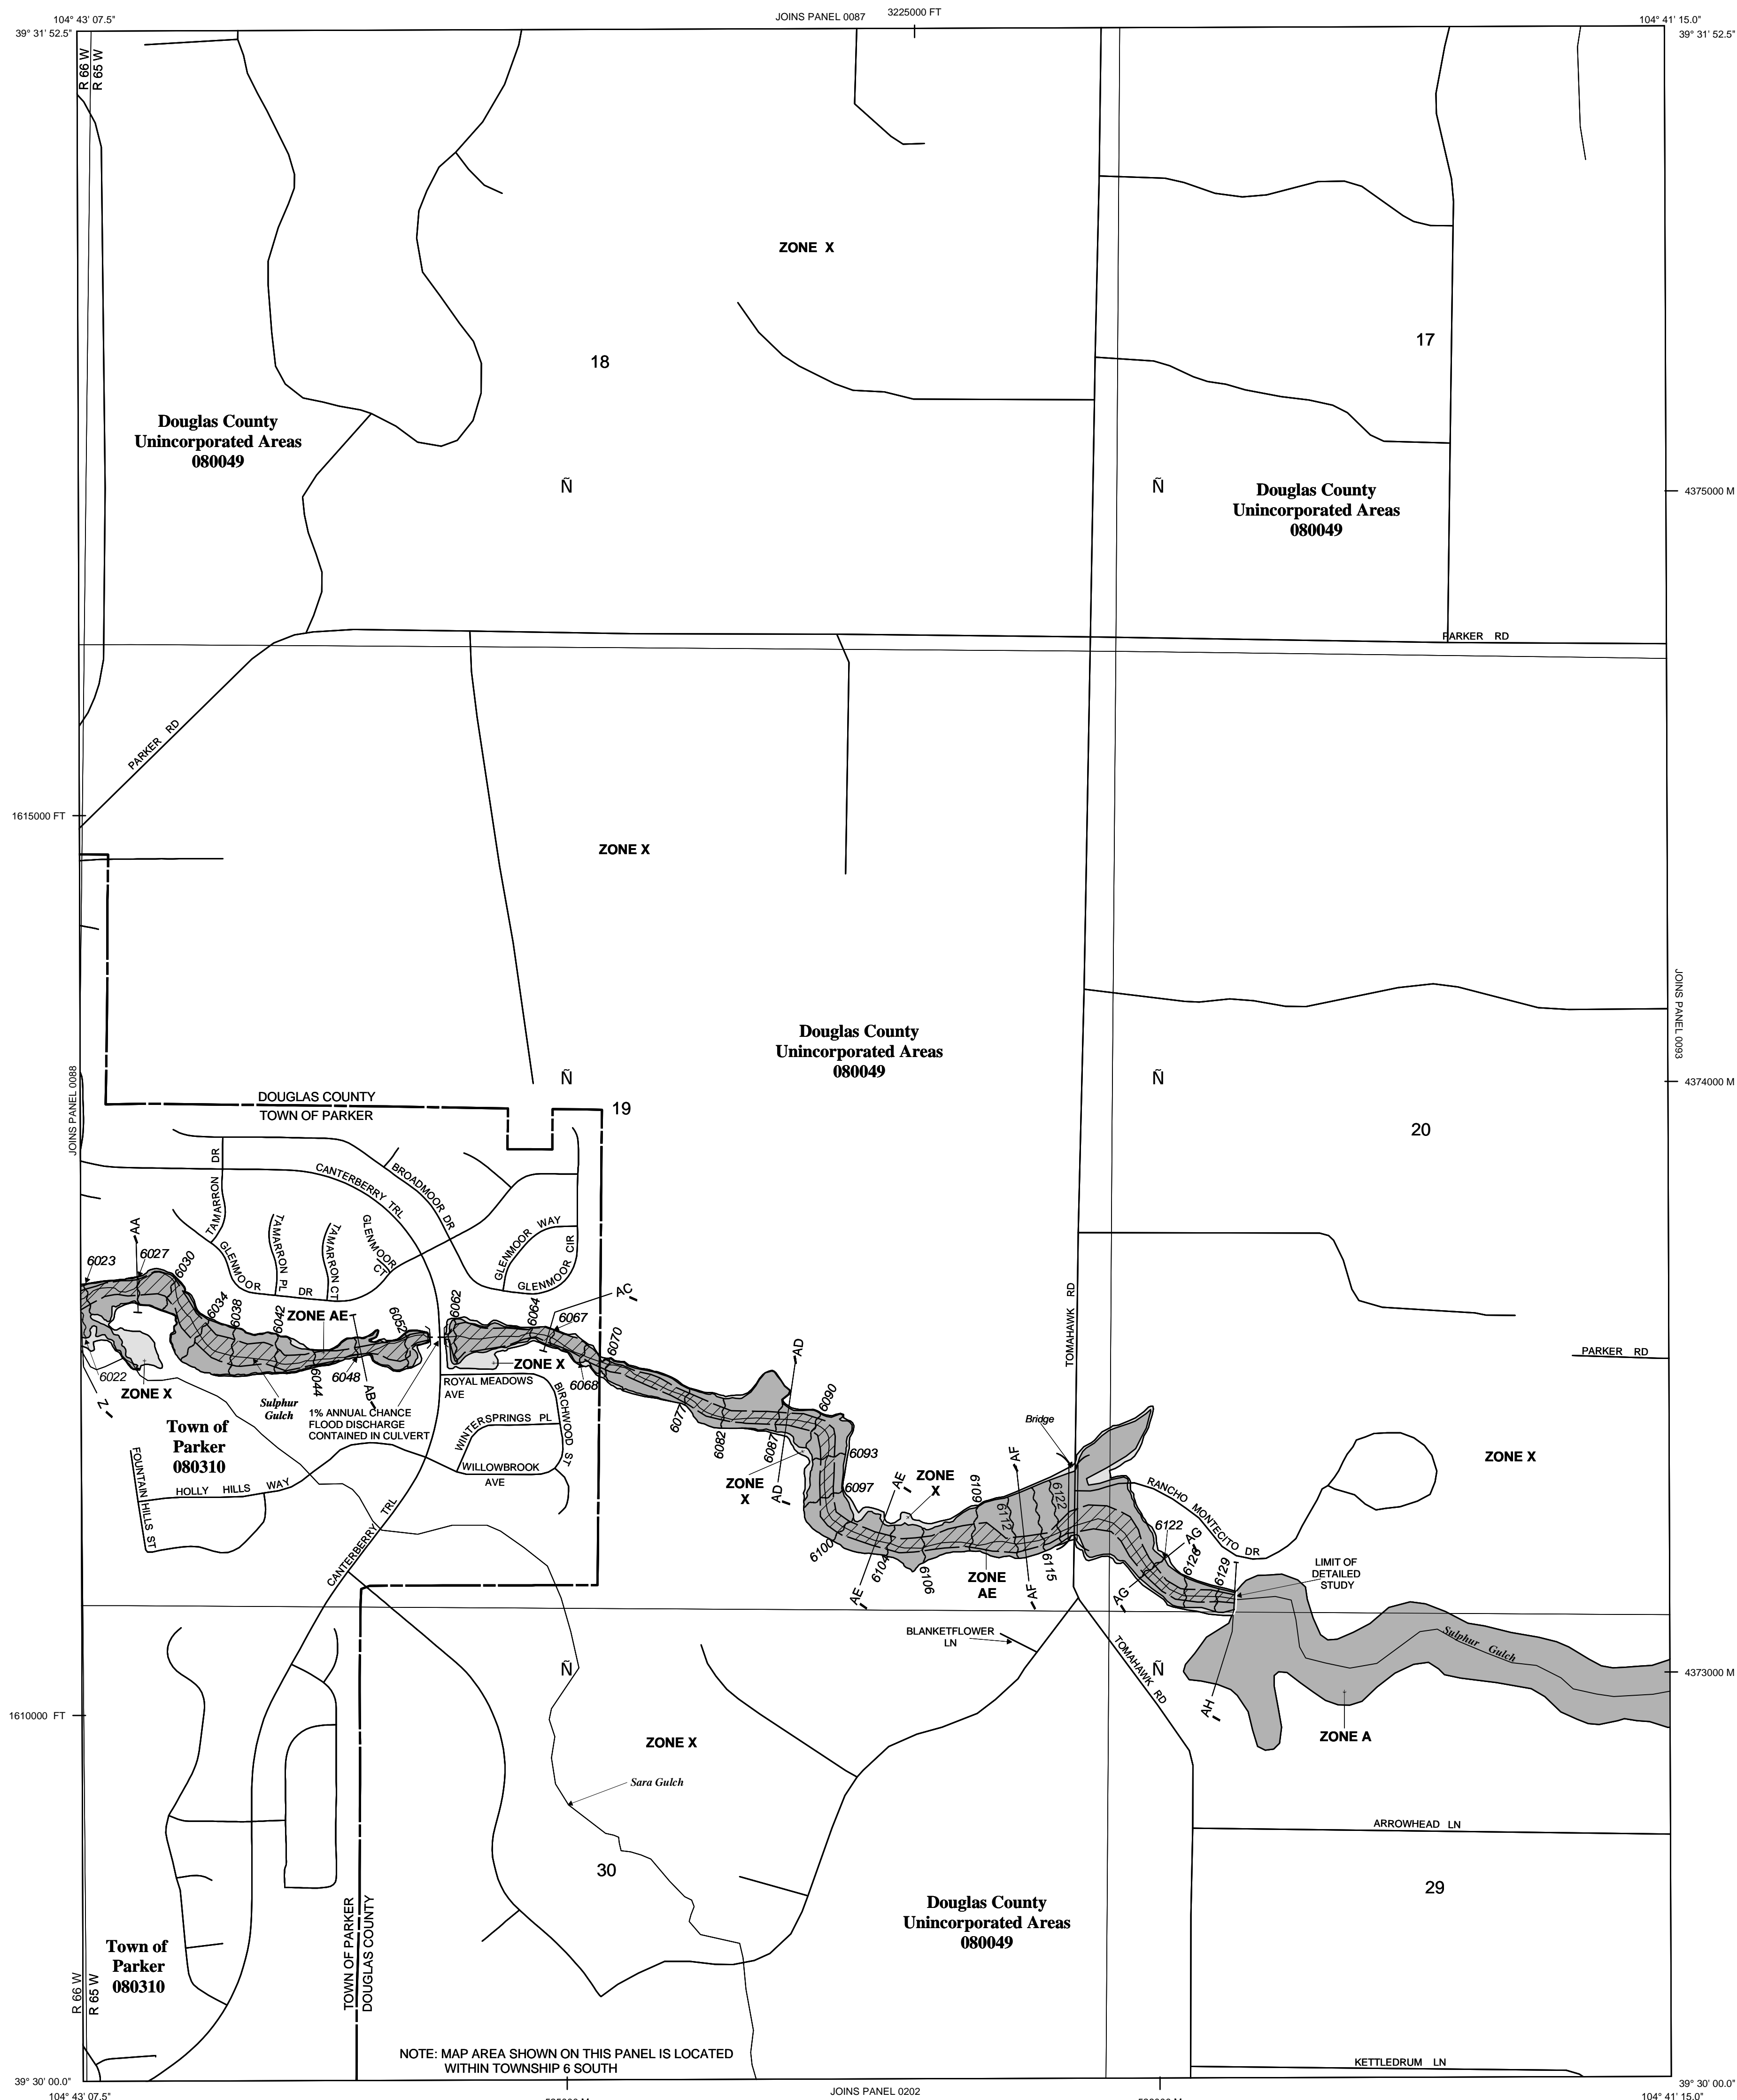 104° 43' 07.5"
JOINS PANEL 0087
3225000 FT
104° 41' 15.0"
39° 31' 52.5"
39° 31' 52.5"
R 66 W
R 65 W
ZONE X
17
18
Douglas County
Unincorporated Areas
080049
Ñ
Ñ
Douglas County
Unincorporated Areas
080049
4375000 M
PARKER RD
PARKER RD
1615000 FT
ZONE X
JOINS PANEL 0093
Douglas County
Unincorporated Areas
080049
JOINS PANEL 0088
Ñ
Ñ
4374000 M
DOUGLAS COUNTY
TOWN OF PARKER
19
20
TAMARRON DR
CANTERBERRY TRL
BROADMOOR DR
TAMARRON PL
TAMARRON CT
GLENMOOR CT
GLENMOOR DR
GLENMOOR WAY
GLENMOOR CIR
TOMAHAWK RD
AA
6023
6027
6030
6034
6038
6042
ZONE AE
6052
6062
6064
6067
AC
6070
AD
PARKER RD
6022
Z
ZONE X
Sulphur
Gulch
6044
6048
AB
1% ANNUAL CHANCE
FLOOD DISCHARGE
CONTAINED IN CULVERT
ZONE X
6068
ROYAL MEADOWS
AVE
BIRCHWOOD ST
WINTERSPRINGS PL
WILLOWBROOK
AVE
6077
6082
6087
6090
6093
6097
AD
ZONE
X
AE
ZONE
X
6019
AF
Bridge
6112
6122
ZONE X
Town of
Parker
080310
FOUNTAIN HILLS ST
HOLLY HILLS WAY
CANTERBERRY TRL
RANCHO MONTECITO DR
6100
6104
AE
6106
ZONE
AE
AF
6115
6122
AG
6126
6129
AG
LIMIT OF
DETAILED
STUDY
BLANKETFLOWER
LN
TOMAHAWK RD
Sulphur Gulch
Ñ
Ñ
4373000 M
AH
ZONE A
1610000 FT
ZONE X
Sara Gulch
ARROWHEAD LN
30
29
Douglas County
Unincorporated Areas
080049
TOWN OF PARKER
DOUGLAS COUNTY
Town of
Parker
080310
R 66 W
R 65 W
NOTE: MAP AREA SHOWN ON THIS PANEL IS LOCATED
WITHIN TOWNSHIP 6 SOUTH
KETTLEDRUM LN
39° 30' 00.0"
39° 30' 00.0"
104° 43' 07.5"
JOINS PANEL 0202
104° 41' 15.0"